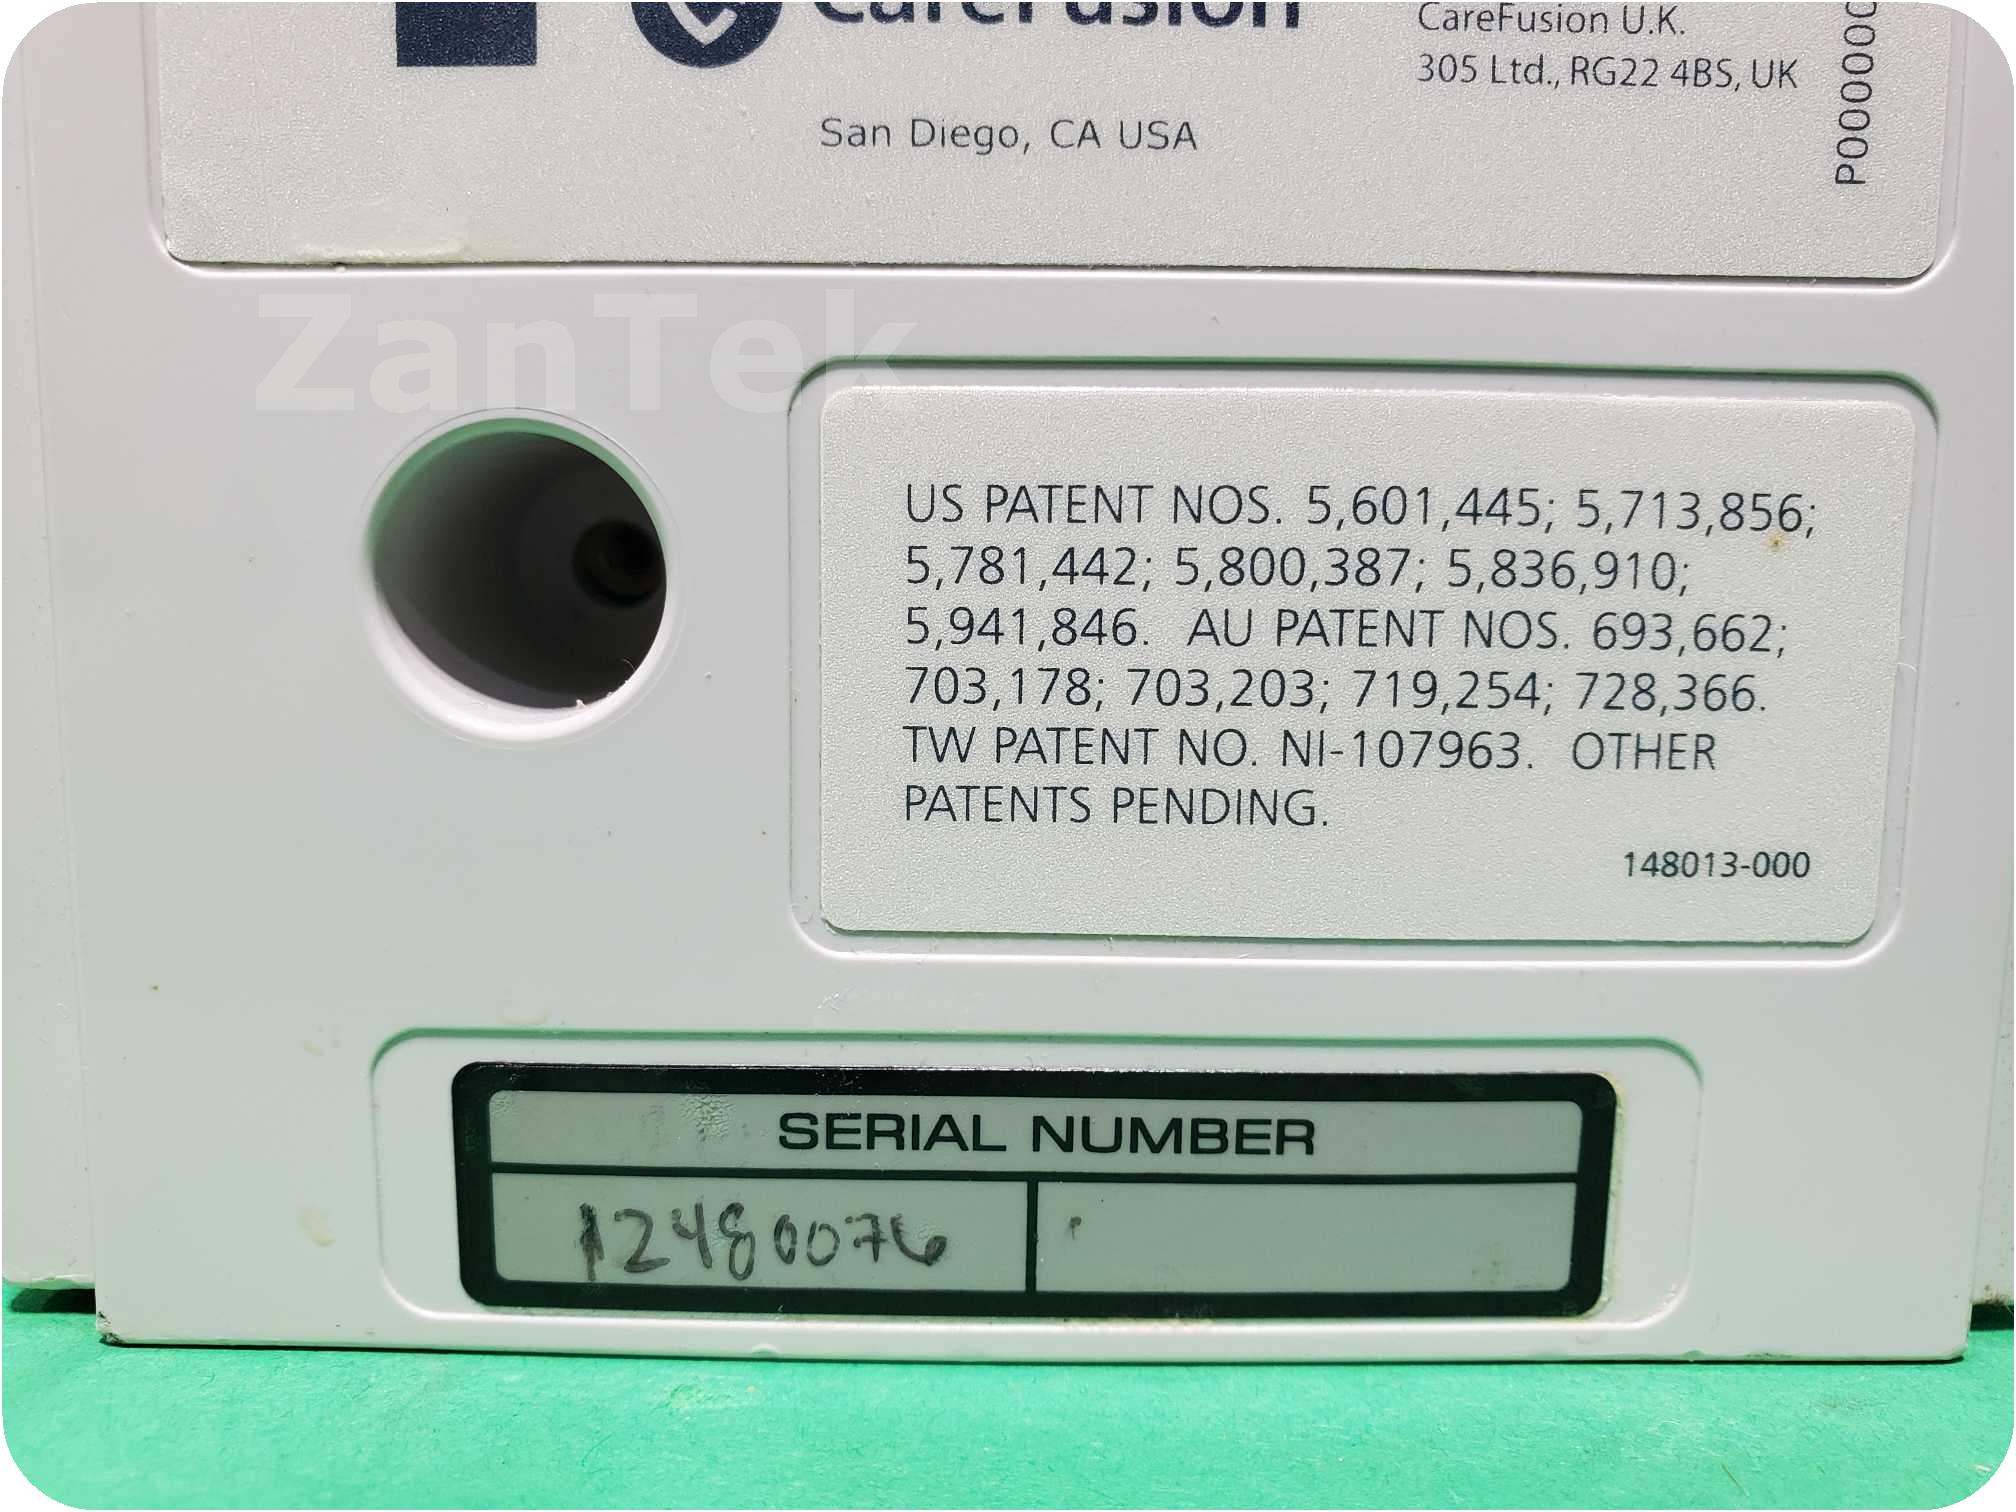 CareFusion
CareFusion U.K.
305 Ltd., RG22 4BS, UK
San Diego, CA USA
ZanTek
US PATENT NOS. 5,601,445; 5,713,856;
5,781,442; 5,800,387; 5,836,910;
5,941,846. AU PATENT NOS. 693,662;
703,178; 703,203; 719,254; 728,366.
TW PATENT NO. NI-107963. OTHER
PATENTS PENDING.
148013-000
SERIAL NUMBER
12480076